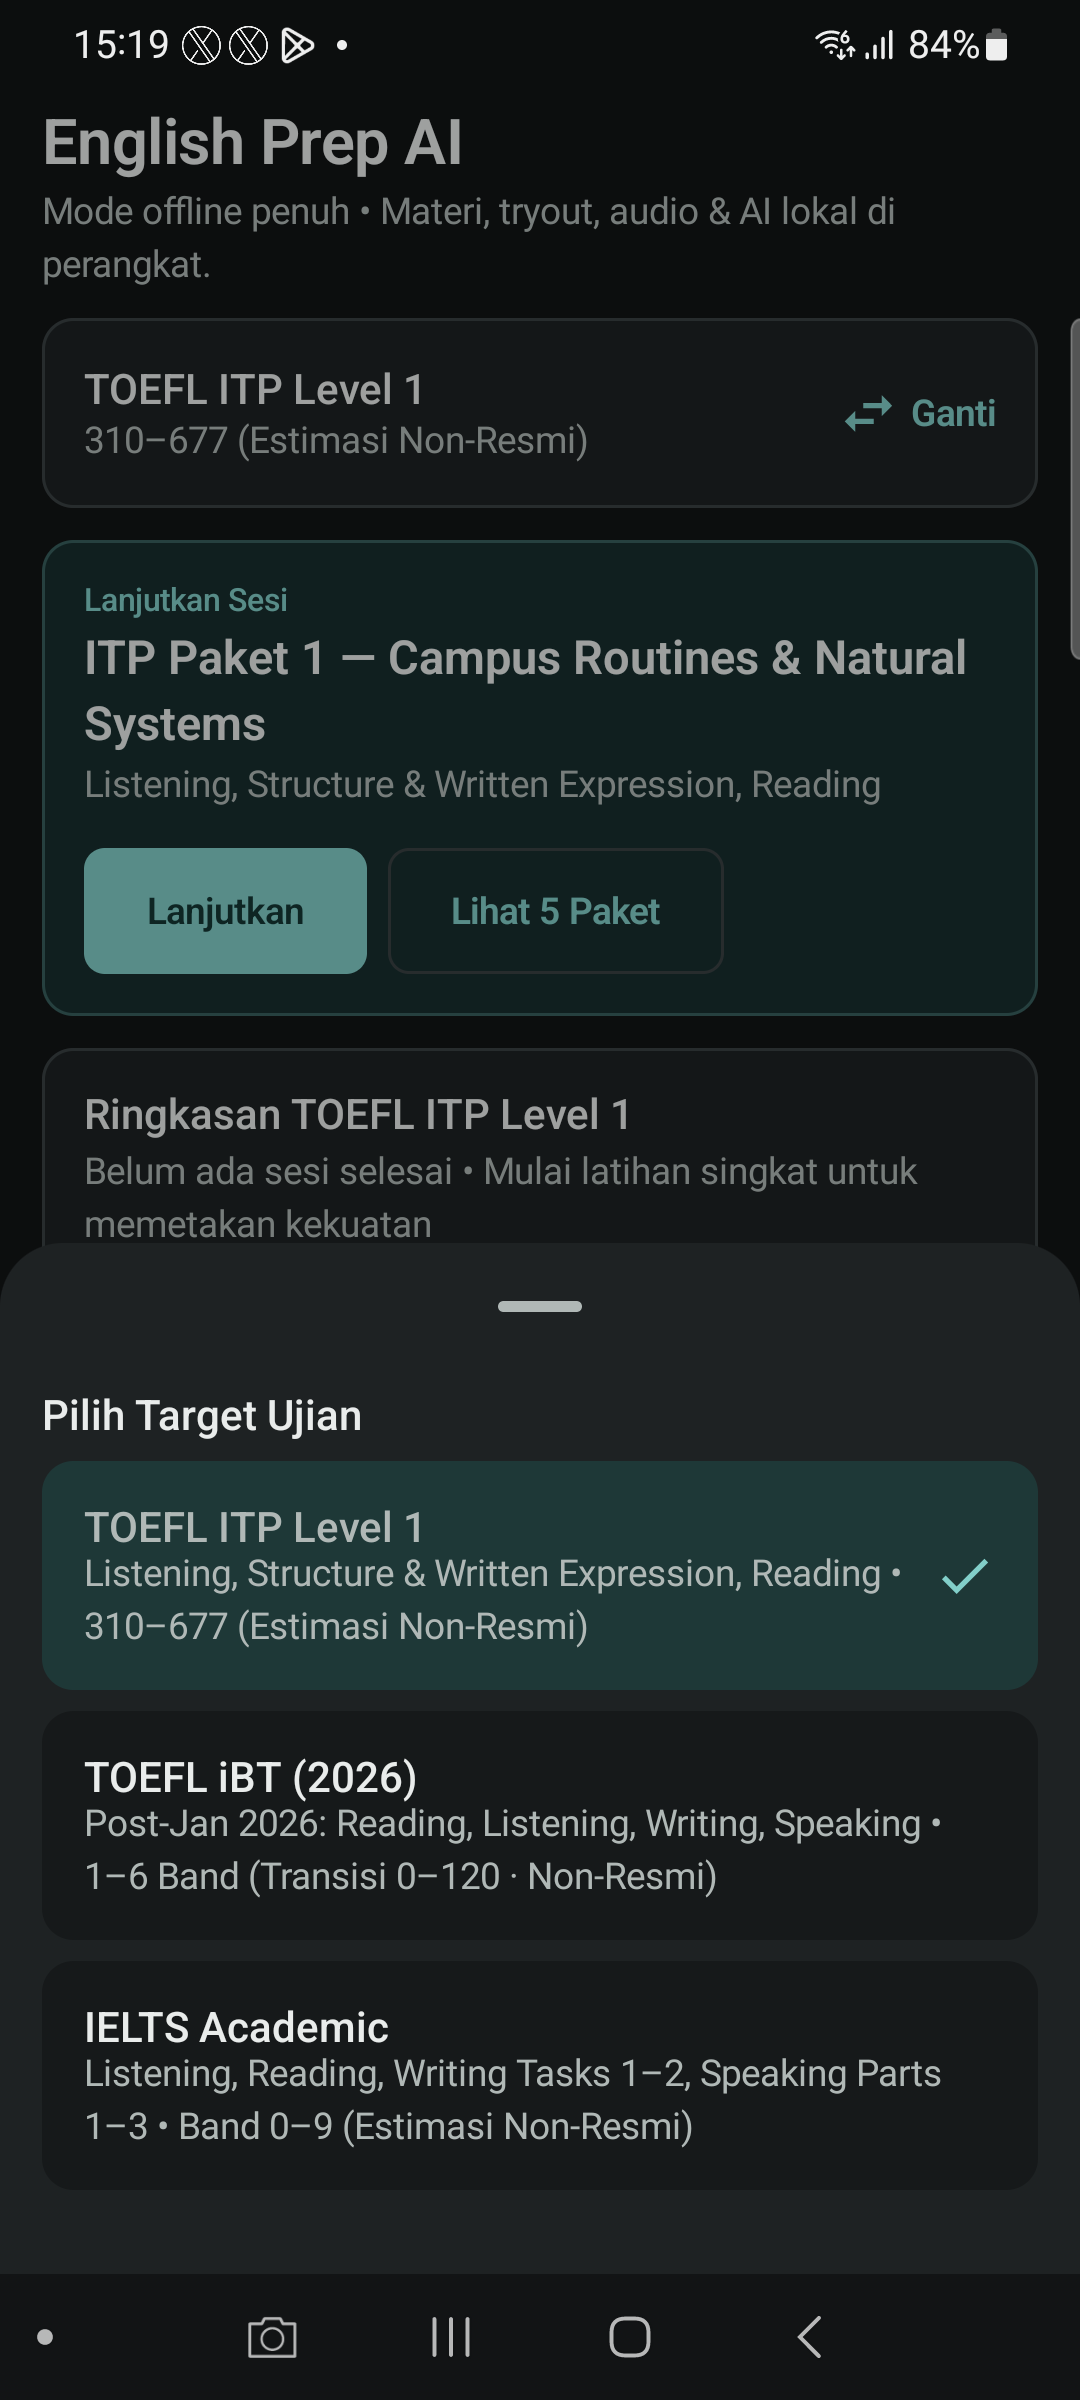 15:19
84%
English Prep AI
Mode offline penuh • Materi, tryout, audio & AI lokal di
perangkat.
TOEFL ITP Level 1
310–677 (Estimasi Non-Resmi)
Ganti
Lanjutkan Sesi
ITP Paket 1 — Campus Routines & Natural
Systems
Listening, Structure & Written Expression, Reading
Lanjutkan
Lihat 5 Paket
Ringkasan TOEFL ITP Level 1
Belum ada sesi selesai • Mulai latihan singkat untuk
memetakan kekuatan
Pilih Target Ujian
TOEFL ITP Level 1
Listening, Structure & Written Expression, Reading •
310–677 (Estimasi Non-Resmi)
TOEFL iBT (2026)
Post-Jan 2026: Reading, Listening, Writing, Speaking •
1–6 Band (Transisi 0–120 · Non-Resmi)
IELTS Academic
Listening, Reading, Writing Tasks 1–2, Speaking Parts
1–3 • Band 0–9 (Estimasi Non-Resmi)